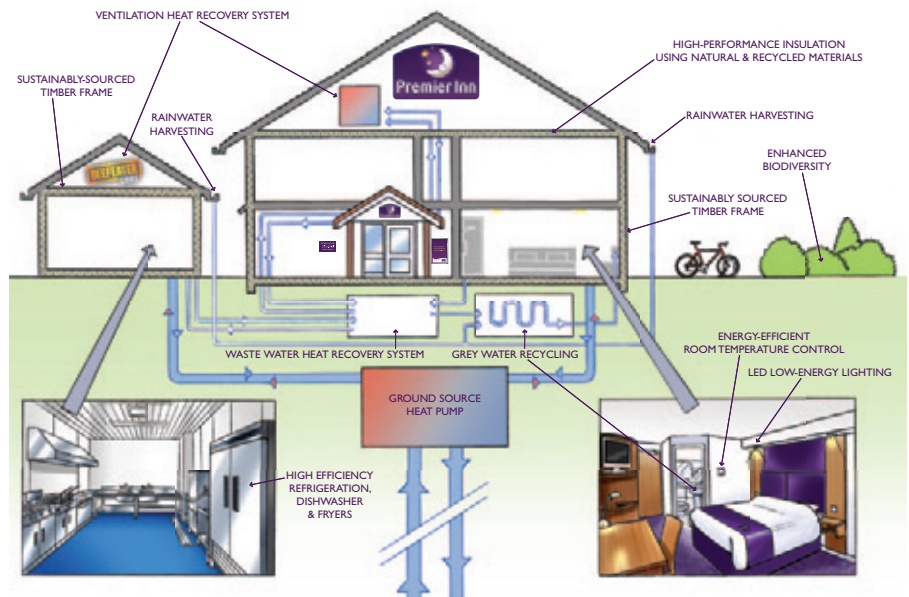 VENTILATION HEAT RECOVERY SYSTEM
SUSTAINABLY-SOURCED
TIMBER FRAME
RAINWATER
HARVESTING
BEEFEATER
Premier Inn
HIGH-PERFORMANCE INSULATION
USING NATURAL & RECYCLED MATERIALS
RAINWATER HARVESTING
ENHANCED
BIODIVERSITY
SUSTAINABLY SOURCED
TIMBER FRAME
WASTE WATER HEAT RECOVERY SYSTEM
GREY WATER RECYCLING
ENERGY-EFFICIENT
ROOM TEMPERATURE CONTROL
LED LOW-ENERGY LIGHTING
GROUND SOURCE
HEAT PUMP
HIGH EFFICIENCY
REFRIGERATION,
DISHWASHER
& FRYERS